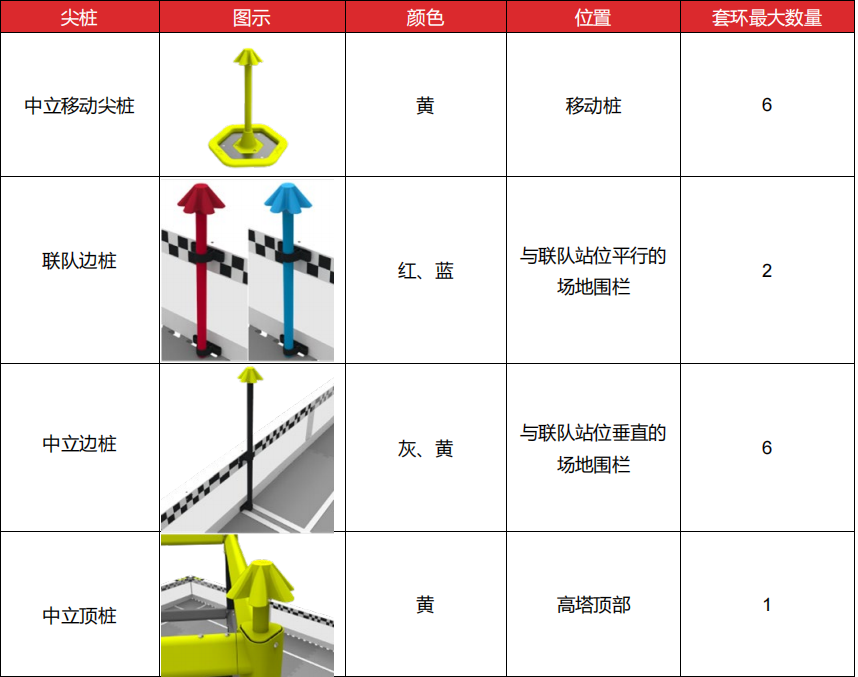 尖桩 图示 颜色 位置 套环最大数量
中立移动尖桩 黄 移动桩 6
联队边桩 红、蓝 与联队站位平行的
场地围栏 2
中立边桩 灰、黄 与联队站位垂直的
场地围栏 6
中立顶桩 黄 高塔顶部 1